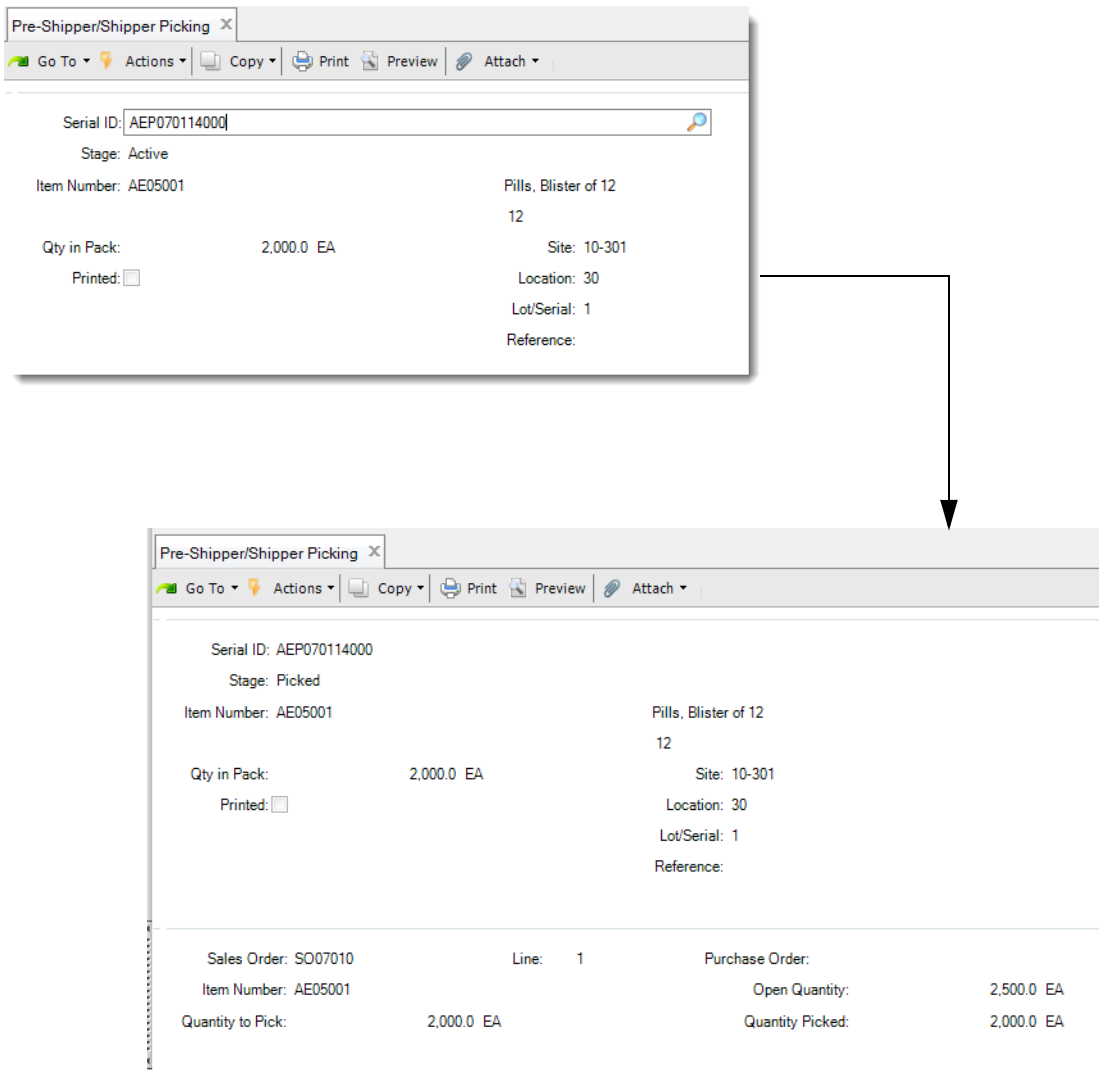 Pre-Shipper/Shipper Picking
Go To Actions Copy Print Preview Attach
Serial ID: AEP070114000
Stage: Active
Item Number: AE05001 Pills, Blister of 12
12
Qty in Pack: 2,000.0 EA Site: 10-301
Printed: Location: 30
Lot/Serial: 1
Reference:
Pre-Shipper/Shipper Picking
Go To Actions Copy Print Preview Attach
Serial ID: AEP070114000
Stage: Picked
Item Number: AE05001 Pills, Blister of 12
12
Qty in Pack: 2,000.0 EA Site: 10-301
Printed: Location: 30
Lot/Serial: 1
Reference:
Sales Order: SO07010 Line: 1 Purchase Order:
Item Number: AE05001 Open Quantity: 2,500.0 EA
Quantity to Pick: 2,000.0 EA Quantity Picked: 2,000.0 EA